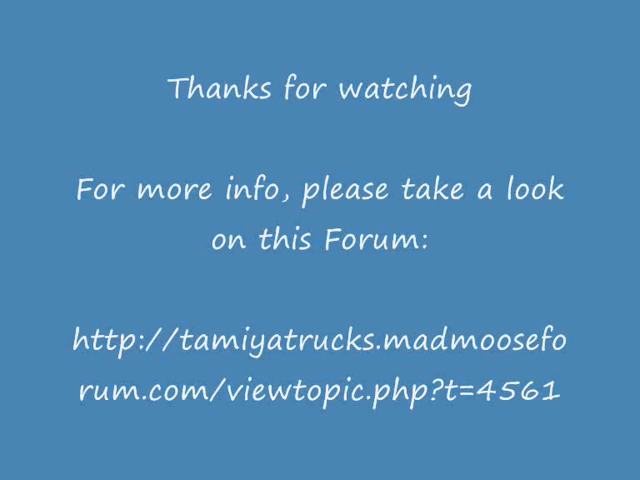 Thanks for watching
For more info, please take a look
on this Forum:
http://tamiyatrucks.madmoosefo
rum.com/viewtopic.php?t=4561